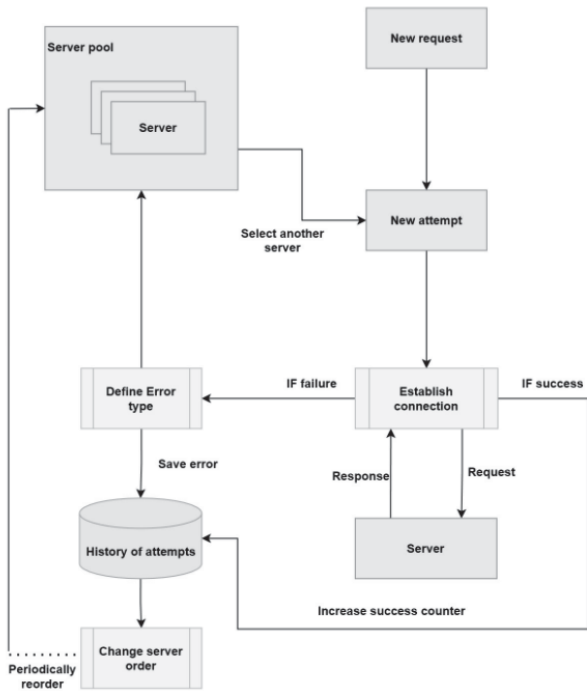 New request
Server pool
Server
New attempt
Select another
server
IF failure
IF success
Define Error
type
Establish
connection
Save error
Response
Request
History of attempts
Server
Increase success counter
Change server
order
Periodically
reorder